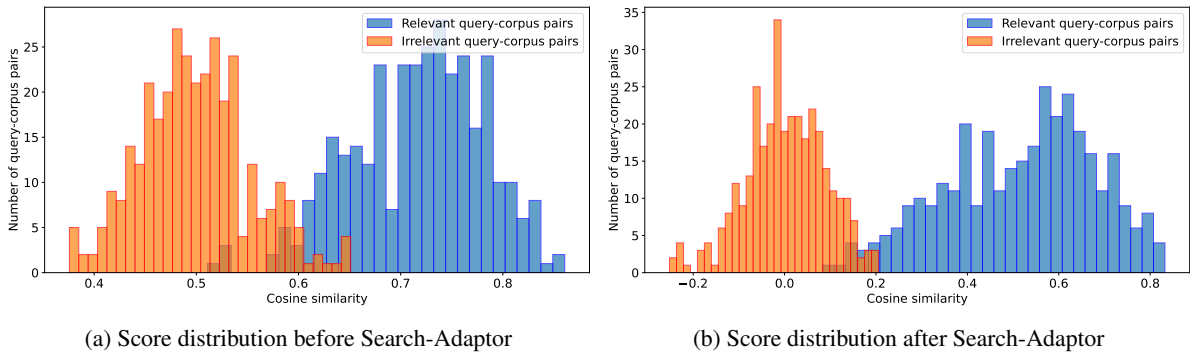 Relevant query-corpus pairs
Irrelevant query-corpus pairs
Number of query-corpus pairs
25
20
15
10
5
0
0.4 0.5 0.6 0.7 0.8
Cosine similarity
(a) Score distribution before Search-Adaptor
Relevant query-corpus pairs
Irrelevant query-corpus pairs
Number of query-corpus pairs
35
30
25
20
15
10
5
0
−0.2 0.0 0.2 0.4 0.6 0.8
Cosine similarity
(b) Score distribution after Search-Adaptor